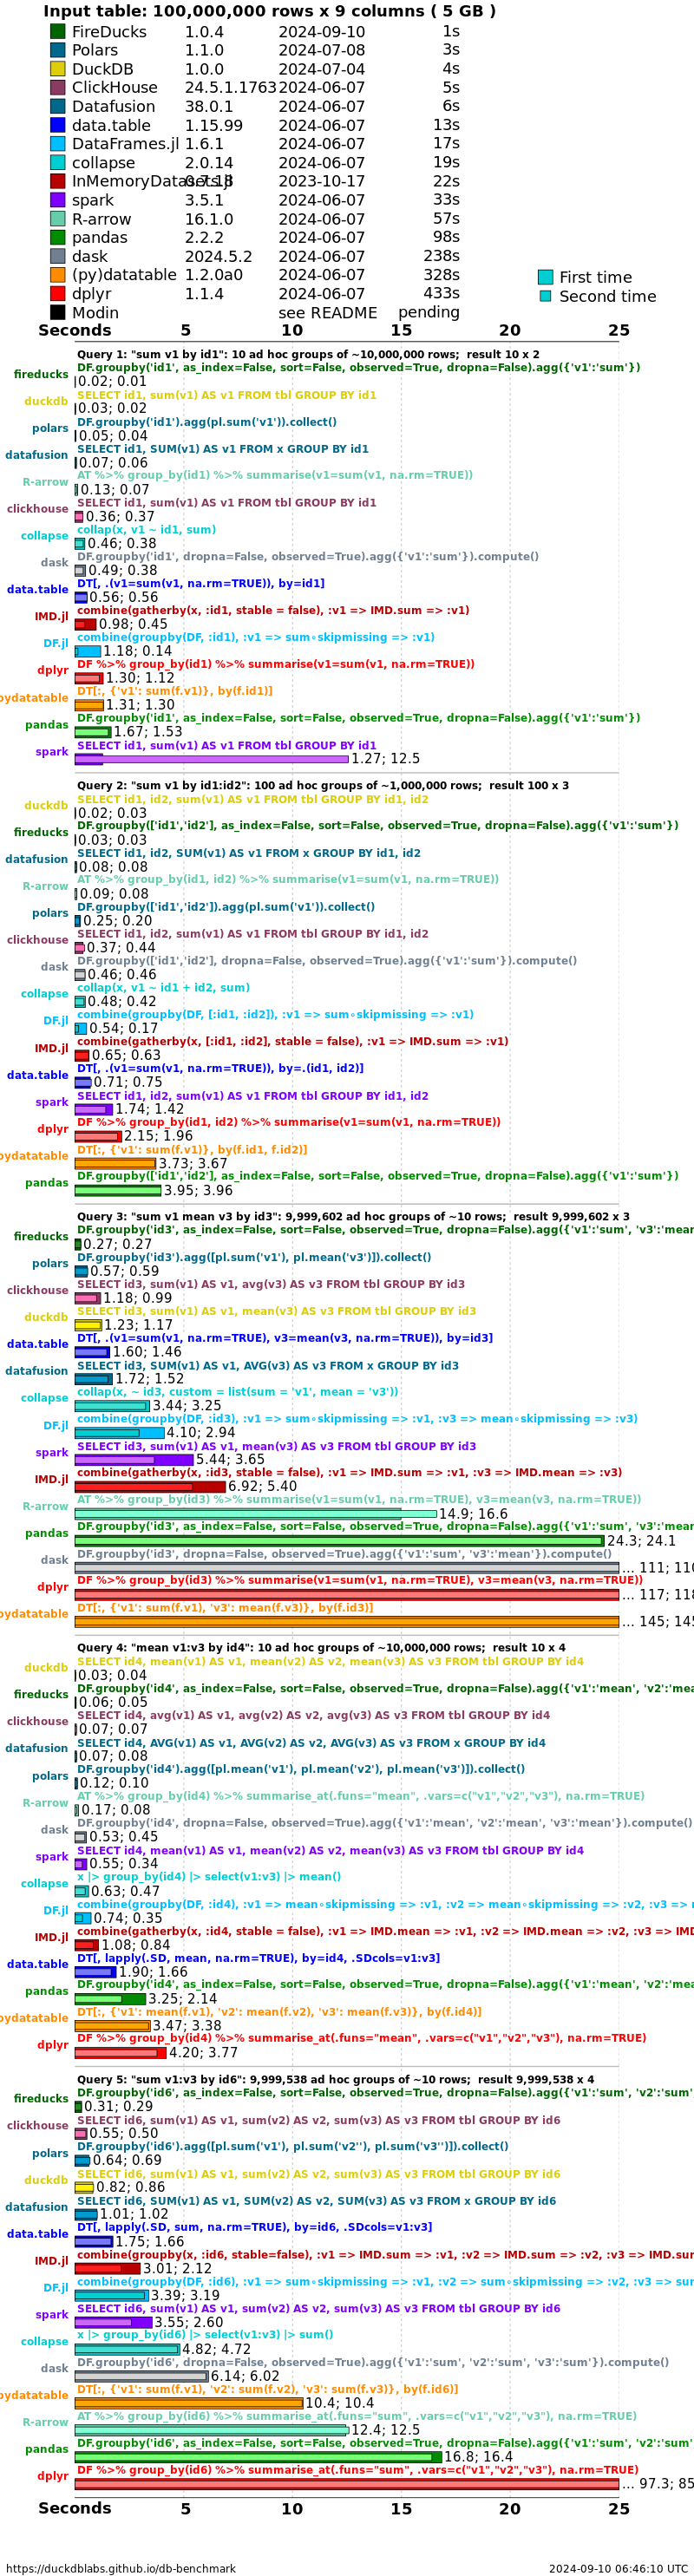 Input table: 100,000,000 rows x 9 columns ( 5 GB )
FireDucks 1.0.4 2024-09-10 1s
Polars 1.1.0 2024-07-08 3s
DuckDB 1.0.0 2024-07-04 4s
ClickHouse 24.5.1.1763 2024-06-07 5s
Datafusion 38.0.1 2024-06-07 6s
data.table 1.15.99 2024-06-07 13s
DataFrames.jl 1.6.1 2024-06-07 17s
collapse 2.0.14 2024-06-07 19s
InMemoryDatasets.jl 0.7.18 2023-10-17 22s
spark 3.5.1 2024-06-07 33s
R-arrow 16.1.0 2024-06-07 57s
pandas 2.2.2 2024-06-07 98s
dask 2024.5.2 2024-06-07 238s
(py)datatable 1.2.0a0 2024-06-07 328s
dplyr 1.1.4 2024-06-07 433s
Modin see README pending
First time
Second time
Seconds 5 10 15 20 25
Query 1: "sum v1 by id1": 10 ad hoc groups of ~10,000,000 rows; result 10 x 2
DF.groupby('id1', as_index=False, sort=False, observed=True, dropna=False).agg({'v1':'sum'})
fireducks 0.02; 0.01
SELECT id1, sum(v1) AS v1 FROM tbl GROUP BY id1
duckdb 0.03; 0.02
DF.groupby('id1').agg(pl.sum('v1')).collect()
polars 0.05; 0.04
SELECT id1, SUM(v1) AS v1 FROM x GROUP BY id1
datafusion 0.07; 0.06
AT %>% group_by(id1) %>% summarise(v1=sum(v1, na.rm=TRUE))
R-arrow 0.13; 0.07
SELECT id1, sum(v1) AS v1 FROM tbl GROUP BY id1
clickhouse 0.36; 0.37
collap(x, v1 ~ id1, sum)
collapse 0.46; 0.38
DF.groupby('id1', dropna=False, observed=True).agg({'v1':'sum'}).compute()
dask 0.49; 0.38
DT[, .(v1=sum(v1, na.rm=TRUE)), by=id1]
data.table 0.56; 0.56
combine(gatherby(x, :id1, stable = false), :v1 => IMD.sum => :v1)
IMD.jl 0.98; 0.45
combine(groupby(DF, :id1), :v1 => sum∘skipmissing => :v1)
DF.jl 1.18; 0.14
DF %>% group_by(id1) %>% summarise(v1=sum(v1, na.rm=TRUE))
dplyr 1.30; 1.12
DT[:, {'v1': sum(f.v1)}, by(f.id1)]
pydatatable 1.31; 1.30
DF.groupby('id1', as_index=False, sort=False, observed=True, dropna=False).agg({'v1':'sum'})
pandas 1.67; 1.53
SELECT id1, sum(v1) AS v1 FROM tbl GROUP BY id1
spark 1.27; 12.5
Query 2: "sum v1 by id1:id2": 100 ad hoc groups of ~1,000,000 rows; result 100 x 3
SELECT id1, id2, sum(v1) AS v1 FROM tbl GROUP BY id1, id2
duckdb 0.02; 0.03
DF.groupby(['id1','id2'], as_index=False, sort=False, observed=True, dropna=False).agg({'v1':'sum'})
fireducks 0.03; 0.03
SELECT id1, id2, SUM(v1) AS v1 FROM x GROUP BY id1, id2
datafusion 0.08; 0.08
AT %>% group_by(id1, id2) %>% summarise(v1=sum(v1, na.rm=TRUE))
R-arrow 0.09; 0.08
DF.groupby(['id1','id2']).agg(pl.sum('v1')).collect()
polars 0.25; 0.20
SELECT id1, id2, sum(v1) AS v1 FROM tbl GROUP BY id1, id2
clickhouse 0.37; 0.44
DF.groupby(['id1','id2'], dropna=False, observed=True).agg({'v1':'sum'}).compute()
dask 0.46; 0.46
collap(x, v1 ~ id1 + id2, sum)
collapse 0.48; 0.42
combine(groupby(DF, [:id1, :id2]), :v1 => sum∘skipmissing => :v1)
DF.jl 0.54; 0.17
combine(gatherby(x, [:id1, :id2], stable = false), :v1 => IMD.sum => :v1)
IMD.jl 0.65; 0.63
DT[, .(v1=sum(v1, na.rm=TRUE)), by=.(id1, id2)]
data.table 0.71; 0.75
SELECT id1, id2, sum(v1) AS v1 FROM tbl GROUP BY id1, id2
spark 1.74; 1.42
DF %>% group_by(id1, id2) %>% summarise(v1=sum(v1, na.rm=TRUE))
dplyr 2.15; 1.96
DT[:, {'v1': sum(f.v1)}, by(f.id1, f.id2)]
pydatatable 3.73; 3.67
DF.groupby(['id1','id2'], as_index=False, sort=False, observed=True, dropna=False).agg({'v1':'sum'})
pandas 3.95; 3.96
Query 3: "sum v1 mean v3 by id3": 9,999,602 ad hoc groups of ~10 rows; result 9,999,602 x 3
DF.groupby('id3', as_index=False, sort=False, observed=True, dropna=False).agg({'v1':'sum', 'v3':'mean
fireducks 0.27; 0.27
DF.groupby('id3').agg([pl.sum('v1'), pl.mean('v3')]).collect()
polars 0.57; 0.59
SELECT id3, sum(v1) AS v1, avg(v3) AS v3 FROM tbl GROUP BY id3
clickhouse 1.18; 0.99
SELECT id3, sum(v1) AS v1, mean(v3) AS v3 FROM tbl GROUP BY id3
duckdb 1.23; 1.17
DT[, .(v1=sum(v1, na.rm=TRUE), v3=mean(v3, na.rm=TRUE)), by=id3]
data.table 1.60; 1.46
SELECT id3, SUM(v1) AS v1, AVG(v3) AS v3 FROM x GROUP BY id3
datafusion 1.72; 1.52
collap(x, ~ id3, custom = list(sum = 'v1', mean = 'v3'))
collapse 3.44; 3.25
combine(groupby(DF, :id3), :v1 => sum∘skipmissing => :v1, :v3 => mean∘skipmissing => :v3)
DF.jl 4.10; 2.94
SELECT id3, sum(v1) AS v1, mean(v3) AS v3 FROM tbl GROUP BY id3
spark 5.44; 3.65
combine(gatherby(x, :id3, stable = false), :v1 => IMD.sum => :v1, :v3 => IMD.mean => :v3)
IMD.jl 6.92; 5.40
AT %>% group_by(id3) %>% summarise(v1=sum(v1, na.rm=TRUE), v3=mean(v3, na.rm=TRUE))
R-arrow 14.9; 16.6
DF.groupby('id3', as_index=False, sort=False, observed=True, dropna=False).agg({'v1':'sum', 'v3':'mean
pandas 24.3; 24.1
DF.groupby('id3', dropna=False, observed=True).agg({'v1':'sum', 'v3':'mean'}).compute()
dask ... 111; 110
DF %>% group_by(id3) %>% summarise(v1=sum(v1, na.rm=TRUE), v3=mean(v3, na.rm=TRUE))
dplyr ... 117; 118
DT[:, {'v1': sum(f.v1), 'v3': mean(f.v3)}, by(f.id3)]
pydatatable ... 145; 145
Query 4: "mean v1:v3 by id4": 10 ad hoc groups of ~10,000,000 rows; result 10 x 4
SELECT id4, mean(v1) AS v1, mean(v2) AS v2, mean(v3) AS v3 FROM tbl GROUP BY id4
duckdb 0.03; 0.04
DF.groupby('id4', as_index=False, sort=False, observed=True, dropna=False).agg({'v1':'mean', 'v2':'mea
fireducks 0.06; 0.05
SELECT id4, avg(v1) AS v1, avg(v2) AS v2, avg(v3) AS v3 FROM tbl GROUP BY id4
clickhouse 0.07; 0.07
SELECT id4, AVG(v1) AS v1, AVG(v2) AS v2, AVG(v3) AS v3 FROM x GROUP BY id4
datafusion 0.07; 0.08
DF.groupby('id4').agg([pl.mean('v1'), pl.mean('v2'), pl.mean('v3')]).collect()
polars 0.12; 0.10
AT %>% group_by(id4) %>% summarise_at(.funs="mean", .vars=c("v1","v2","v3"), na.rm=TRUE)
R-arrow 0.17; 0.08
DF.groupby('id4', dropna=False, observed=True).agg({'v1':'mean', 'v2':'mean', 'v3':'mean'}).compute()
dask 0.53; 0.45
SELECT id4, mean(v1) AS v1, mean(v2) AS v2, mean(v3) AS v3 FROM tbl GROUP BY id4
spark 0.55; 0.34
x |> group_by(id4) |> select(v1:v3) |> mean()
collapse 0.63; 0.47
combine(groupby(DF, :id4), :v1 => mean∘skipmissing => :v1, :v2 => mean∘skipmissing => :v2, :v3 => m
DF.jl 0.74; 0.35
combine(gatherby(x, :id4, stable = false), :v1 => IMD.mean => :v1, :v2 => IMD.mean => :v2, :v3 => IMD
IMD.jl 1.08; 0.84
DT[, lapply(.SD, mean, na.rm=TRUE), by=id4, .SDcols=v1:v3]
data.table 1.90; 1.66
DF.groupby('id4', as_index=False, sort=False, observed=True, dropna=False).agg({'v1':'mean', 'v2':'mea
pandas 3.25; 2.14
DT[:, {'v1': mean(f.v1), 'v2': mean(f.v2), 'v3': mean(f.v3)}, by(f.id4)]
pydatatable 3.47; 3.38
DF %>% group_by(id4) %>% summarise_at(.funs="mean", .vars=c("v1","v2","v3"), na.rm=TRUE)
dplyr 4.20; 3.77
Query 5: "sum v1:v3 by id6": 9,999,538 ad hoc groups of ~10 rows; result 9,999,538 x 4
DF.groupby('id6', as_index=False, sort=False, observed=True, dropna=False).agg({'v1':'sum', 'v2':'sum'
fireducks 0.31; 0.29
SELECT id6, sum(v1) AS v1, sum(v2) AS v2, sum(v3) AS v3 FROM tbl GROUP BY id6
clickhouse 0.55; 0.50
DF.groupby('id6').agg([pl.sum('v1'), pl.sum('v2''), pl.sum('v3'')]).collect()
polars 0.64; 0.69
SELECT id6, sum(v1) AS v1, sum(v2) AS v2, sum(v3) AS v3 FROM tbl GROUP BY id6
duckdb 0.82; 0.86
SELECT id6, SUM(v1) AS v1, SUM(v2) AS v2, SUM(v3) AS v3 FROM x GROUP BY id6
datafusion 1.01; 1.02
DT[, lapply(.SD, sum, na.rm=TRUE), by=id6, .SDcols=v1:v3]
data.table 1.75; 1.66
combine(groupby(x, :id6, stable=false), :v1 => IMD.sum => :v1, :v2 => IMD.sum => :v2, :v3 => IMD.sum
IMD.jl 3.01; 2.12
combine(groupby(DF, :id6), :v1 => sum∘skipmissing => :v1, :v2 => sum∘skipmissing => :v2, :v3 => sum
DF.jl 3.39; 3.19
SELECT id6, sum(v1) AS v1, sum(v2) AS v2, sum(v3) AS v3 FROM tbl GROUP BY id6
spark 3.55; 2.60
x |> group_by(id6) |> select(v1:v3) |> sum()
collapse 4.82; 4.72
DF.groupby('id6', dropna=False, observed=True).agg({'v1':'sum', 'v2':'sum', 'v3':'sum'}).compute()
dask 6.14; 6.02
DT[:, {'v1': sum(f.v1), 'v2': sum(f.v2), 'v3': sum(f.v3)}, by(f.id6)]
pydatatable 10.4; 10.4
AT %>% group_by(id6) %>% summarise_at(.funs="sum", .vars=c("v1","v2","v3"), na.rm=TRUE)
R-arrow 12.4; 12.5
DF.groupby('id6', as_index=False, sort=False, observed=True, dropna=False).agg({'v1':'sum', 'v2':'sum'
pandas 16.8; 16.4
DF %>% group_by(id6) %>% summarise_at(.funs="sum", .vars=c("v1","v2","v3"), na.rm=TRUE)
dplyr ... 97.3; 85
Seconds 5 10 15 20 25
https://duckdblabs.github.io/db-benchmark 2024-09-10 06:46:10 UTC